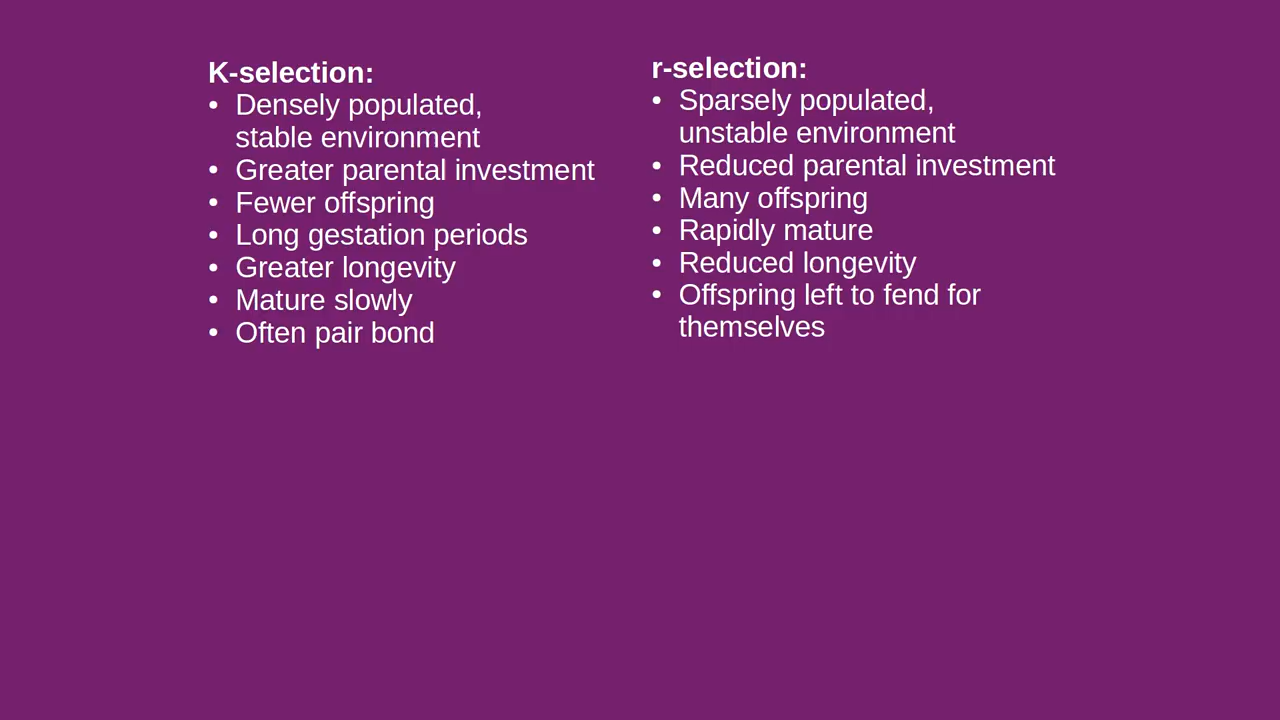 K-selection:
• Densely populated,
stable environment
• Greater parental investment
• Fewer offspring
• Long gestation periods
• Greater longevity
• Mature slowly
• Often pair bond
r-selection:
• Sparsely populated,
unstable environment
• Reduced parental investment
• Many offspring
• Rapidly mature
• Reduced longevity
• Offspring left to fend for
themselves